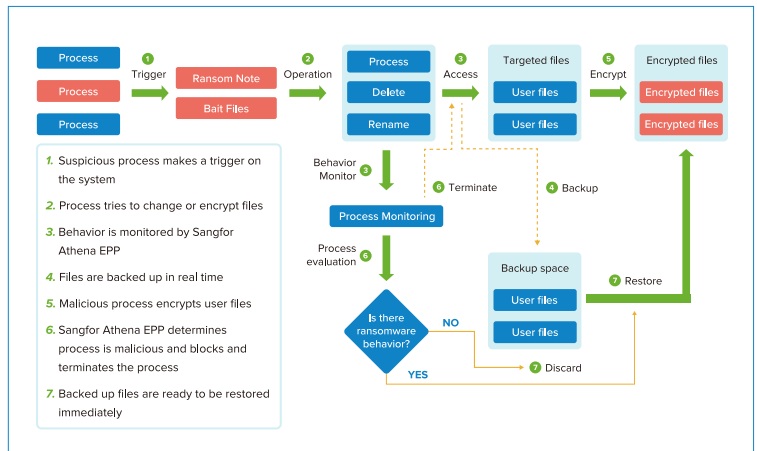 Process
Process
Process
1
Trigger
Ransom Note
Bait Files
2
Operation
Process
Delete
Rename
3
Access
Targeted files
User files
User files
5
Encrypt
Encrypted files
Encrypted files
Encrypted files
1. Suspicious process makes a trigger on
the system
2. Process tries to change or encrypt files
3. Behavior is monitored by Sangfor
Athena EPP
4. Files are backed up in real time
5. Malicious process encrypts user files
6. Sangfor Athena EPP determines
process is malicious and blocks and
terminates the process
7. Backed up files are ready to be restored
immediately
Behavior
Monitor
3
6 Terminate
4 Backup
Process Monitoring
Process
evaluation
6
Is there
ransomware
behavior?
NO
YES
Backup space
User files
User files
7 Restore
7 Discard